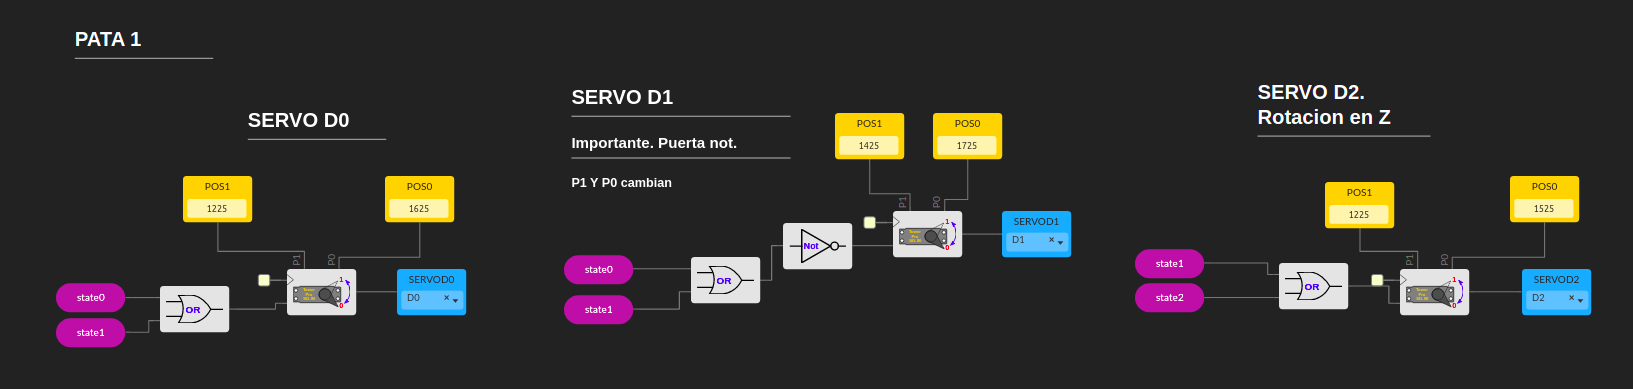 PATA 1
SERVO D0
POS1
1225
POS0
1625
P1
P0
state0
state1
OR
1
0
SERVOD0
D0
SERVO D1
Importante. Puerta not.
P1 Y P0 cambian
POS1
1425
POS0
1725
P1
P0
state0
state1
OR
Not
1
0
SERVOD1
D1
SERVO D2.
Rotacion en Z
POS1
1225
POS0
1525
P1
P0
state1
state2
OR
1
0
SERVOD2
D2